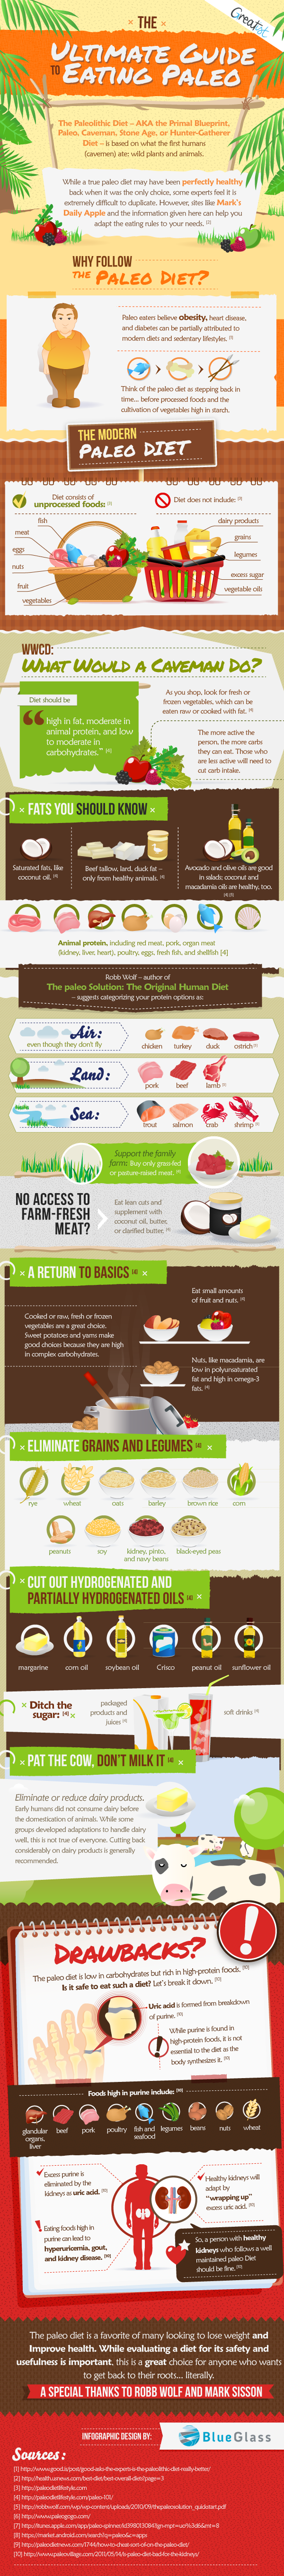 THE
Greatist
ULTIMATE GUIDE
TO EATING PALEO
The Paleolithic Diet – AKA the Primal Blueprint,
Paleo, Caveman, Stone Age, or Hunter-Gatherer
Diet – is based on what the first humans
(cavemen) ate: wild plants and animals.
While a true paleo diet may have been perfectly healthy
back when it was the only choice, some experts feel it is
extremely difficult to duplicate. However, sites like Mark's
Daily Apple and the information given here can help you
adapt the eating rules to your needs. [2]
WHY FOLLOW
THE PALEO DIET?
Paleo eaters believe obesity, heart disease,
and diabetes can be partially attributed to
modern diets and sedentary lifestyles. [1]
Think of the paleo diet as stepping back in
time... before processed foods and the
cultivation of vegetables high in starch.
THE MODERN
PALEO DIET
Diet consists of
unprocessed foods: [3]
Diet does not include: [3]
fish
meat
eggs
nuts
fruit
vegetables
dairy products
grains
legumes
excess sugar
vegetable oils
WWCD:
WHAT WOULD A CAVEMAN DO?
Diet should be
“ high in fat, moderate in
animal protein, and low
to moderate in
carbohydrates.” [4]
As you shop, look for fresh or
frozen vegetables, which can be
eaten raw or cooked with fat. [4]
The more active the
person, the more carbs
they can eat. Those who
are less active will need to
cut carb intake.
FATS YOU SHOULD KNOW
Saturated fats, like
coconut oil. [4]
Beef tallow, lard, duck fat –
only from healthy animals. [4]
Avocado and olive oils are good
in salads; coconut and
macadamia oils are healthy, too.
[4] [5]
Animal protein, including red meat, pork, organ meat
(kidney, liver, heart), poultry, eggs, fresh fish, and shellfish [4]
Robb Wolf – author of
The paleo Solution: The Original Human Diet
– suggests categorizing your protein options as:
Air:
even though they don't fly
chicken
turkey
duck
ostrich [5]
Land:
pork
beef
lamb [5]
Sea:
trout
salmon
crab
shrimp [5]
Support the family
farm: Buy only grass-fed
or pasture-raised meat. [4]
NO ACCESS TO
FARM-FRESH
MEAT?
Eat lean cuts and
supplement with
coconut oil, butter,
or clarified butter. [4]
A RETURN TO BASICS [4]
Cooked or raw, fresh or frozen
vegetables are a great choice.
Sweet potatoes and yams make
good choices because they are high
in complex carbohydrates.
Eat small amounts
of fruit and nuts. [4]
Nuts, like macadamia, are
low in polyunsaturated
fat and high in omega-3
fats. [4]
ELIMINATE GRAINS AND LEGUMES [4]
rye
wheat
oats
barley
brown rice
corn
peanuts
soy
kidney, pinto,
and navy beans
black-eyed peas
CUT OUT HYDROGENATED AND
PARTIALLY HYDROGENATED OILS [4]
margarine
corn oil
soybean oil
Crisco
peanut oil
sunflower oil
Ditch the
sugar: [4]
packaged
products and
juices [4]
soft drinks [4]
PAT THE COW, DON'T MILK IT [4]
Eliminate or reduce dairy products.
Early humans did not consume dairy before
the domestication of animals. While some
groups developed adaptations to handle dairy
well, this is not true of everyone. Cutting back
considerably on dairy products is generally
recommended.
DRAWBACKS?
The paleo diet is low in carbohydrates but rich in high-protein foods. [10]
Is it safe to eat such a diet? Let's break it down. [10]
Uric acid is formed from breakdown
of purine. [10]
While purine is found in
high-protein foods, it is not
essential to the diet as the
body synthesizes it. [10]
Foods high in purine include: [10]
glandular
organs,
liver
beef
pork
poultry
fish and
seafood
legumes
beans
nuts
wheat
Excess purine is
eliminated by the
kidneys as uric acid. [10]
Healthy kidneys will
adapt by
“wrapping up”
excess uric acid. [10]
Eating foods high in
purine can lead to
hyperuricemia, gout,
and kidney disease. [10]
So, a person with healthy
kidneys who follows a well
maintained paleo Diet
should be fine. [10]
The paleo diet is a favorite of many looking to lose weight and
Improve health. While evaluating a diet for its safety and
usefulness is important, this is a great choice for anyone who wants
to get back to their roots... literally.
A SPECIAL THANKS TO ROBB WOLF AND MARK SISSON
INFOGRAPHIC DESIGN BY:
BlueGlass
Sources:
[1] http://www.good.is/post/good-asks-the-experts-is-the-paleolithic-diet-really-better/
[2] http://health.usnews.com/best-diet/best-overall-diets?page=3
[3] http://paleodietlifestyle.com
[4] http://paleodietlifestyle.com/paleo-101/
[5] http://robbwolf.com/wp/wp-content/uploads/2010/09/thepaleosolution_quickstart.pdf
[6] http://www.paleogogo.com/
[8] https://market.android.com/search?q=paleo&c=apps
[9] http://paleodietnews.com/1744/how-to-cheat-sort-of-on-the-paleo-diet/
[10] http://www.paleovillage.com/2011/05/14/is-paleo-diet-bad-for-the-kidneys/